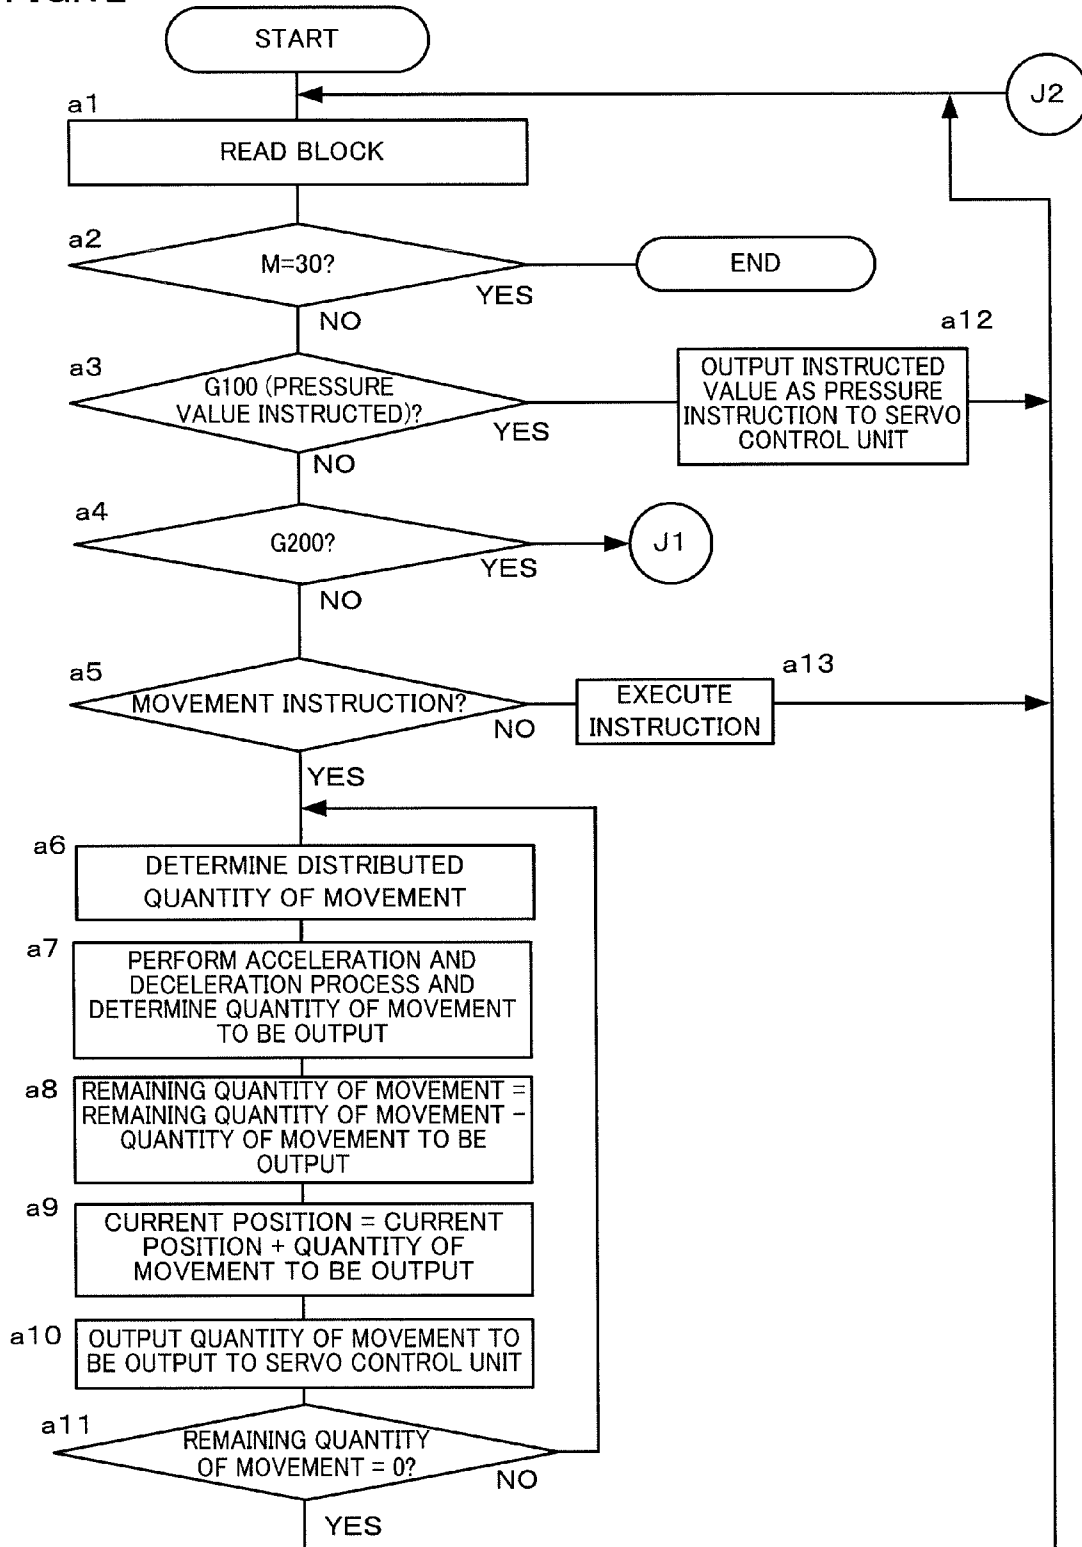 START
J2
a1
READ BLOCK
a2
M=30?
YES
END
NO
a3
G100 (PRESSURE
VALUE INSTRUCTED)?
YES
a12
OUTPUT INSTRUCTED
VALUE AS PRESSURE
INSTRUCTION TO SERVO
CONTROL UNIT
NO
a4
G200?
YES
J1
NO
a5
MOVEMENT INSTRUCTION?
NO
a13
EXECUTE
INSTRUCTION
YES
a6
DETERMINE DISTRIBUTED
QUANTITY OF MOVEMENT
a7
PERFORM ACCELERATION AND
DECELERATION PROCESS AND
DETERMINE QUANTITY OF MOVEMENT
TO BE OUTPUT
a8
REMAINING QUANTITY OF MOVEMENT =
REMAINING QUANTITY OF MOVEMENT −
QUANTITY OF MOVEMENT TO BE
OUTPUT
a9
CURRENT POSITION = CURRENT
POSITION + QUANTITY OF
MOVEMENT TO BE OUTPUT
a10
OUTPUT QUANTITY OF MOVEMENT TO
BE OUTPUT TO SERVO CONTROL UNIT
a11
REMAINING QUANTITY
OF MOVEMENT = 0?
NO
YES